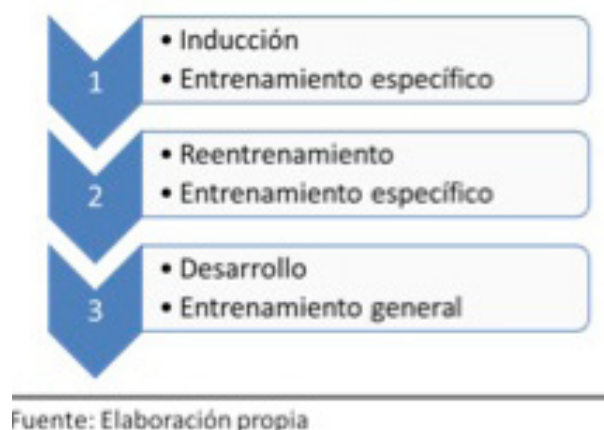 1
• Inducción
• Entrenamiento específico
2
• Reentrenamiento
• Entrenamiento específico
3
• Desarrollo
• Entrenamiento general
Fuente: Elaboración propia